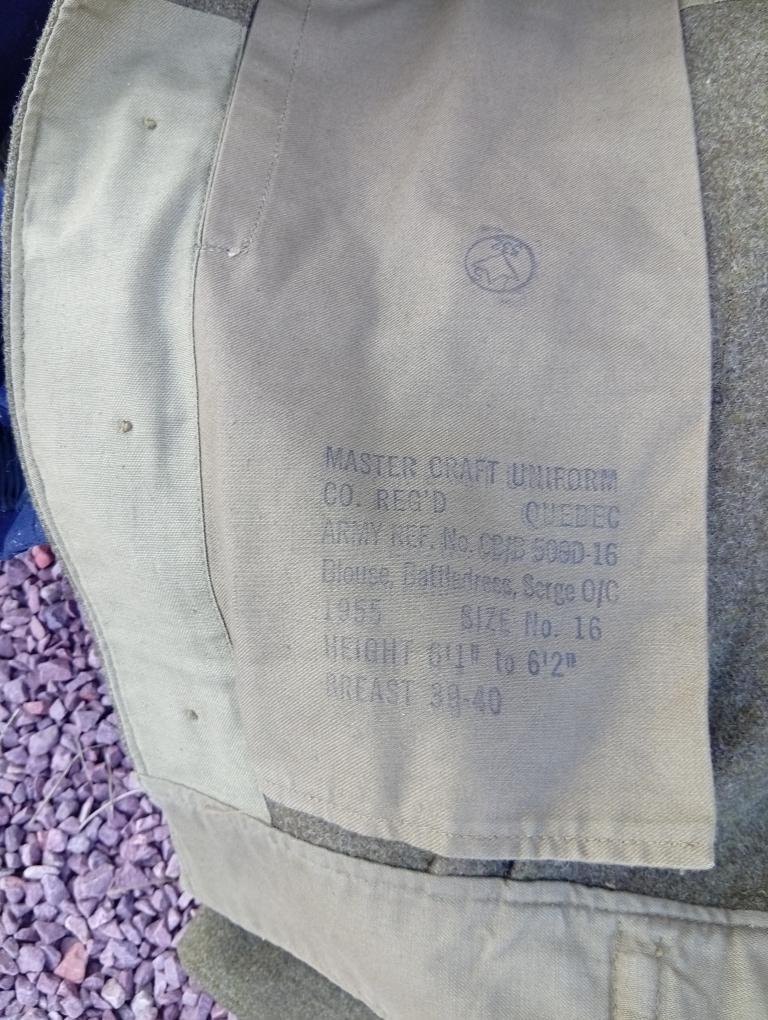 MASTER CRAFT UNIFORM
CO. REG'D QUEBEC
ARMY REF. No. CB/B 509D-16
Blouse, Battledress, Serge O/C
1955 SIZE No. 16
HEIGHT 6'1" to 6'2"
BREAST 39-40